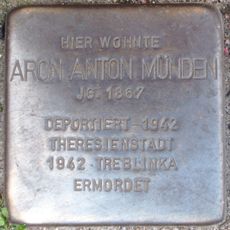 HIER WOHNTE
ARON ANTON MÜNDEN
JG. 1867
DEPORTIERT 1942
THERESIENSTADT
1942 TREBLINKA
ERMORDET